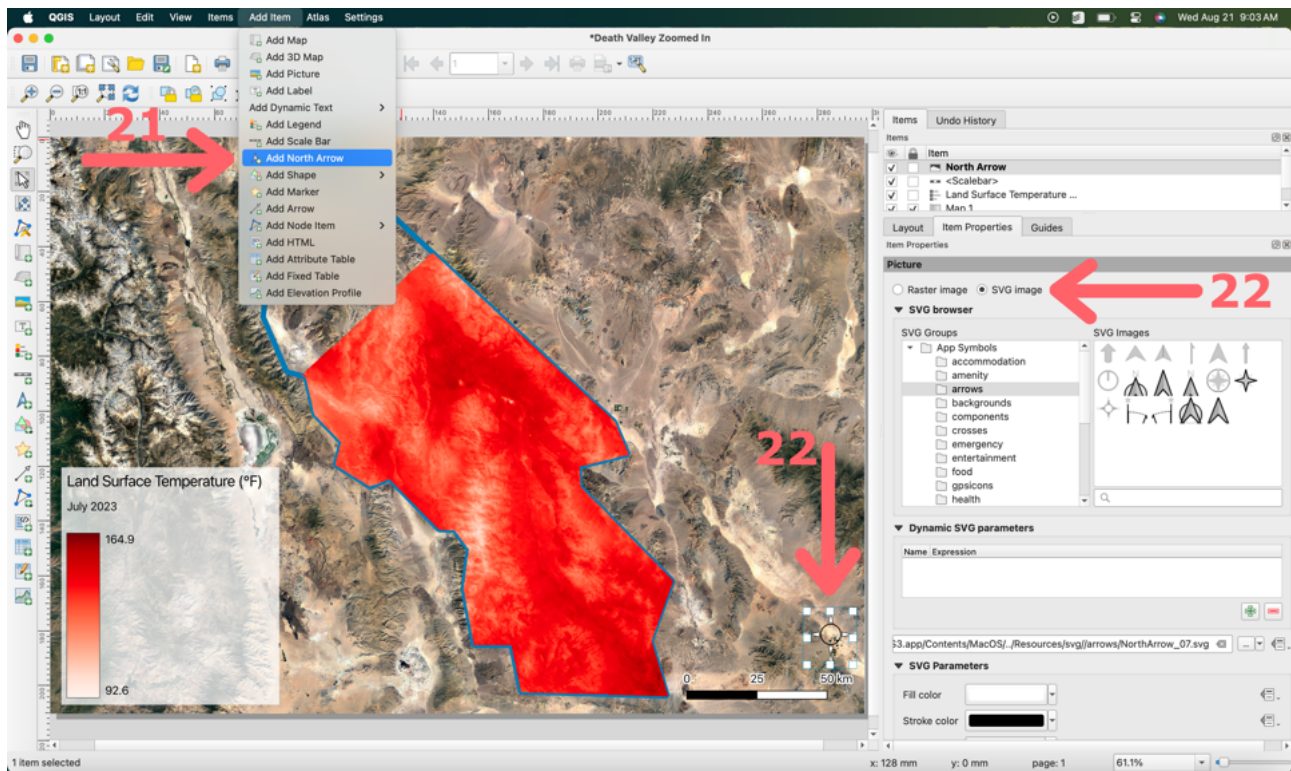 QGIS Layout Edit View Items Add Item Atlas Settings Wed Aug 21 9:03 AM
*Death Valley Zoomed In
Add Map
Add 3D Map
Add Picture
Add Label
Add Dynamic Text
Add Legend
Add Scale Bar
Add North Arrow
Add Shape
Add Marker
Add Arrow
Add Node Item
Add HTML
Add Attribute Table
Add Fixed Table
Add Elevation Profile
21
Land Surface Temperature (°F)
July 2023
164.9
92.6
22
0 25 50 km
Items Undo History
Items
Item
North Arrow
<Scalebar>
Land Surface Temperature ...
Map 1
Layout Item Properties Guides
Item Properties
Picture
Raster image SVG image
22
SVG browser
SVG Groups SVG Images
App Symbols
accommodation
amenity
arrows
backgrounds
components
crosses
emergency
entertainment
food
gpsicons
health
Dynamic SVG parameters
Name Expression
S3.app/Contents/MacOS/../Resources/svg//arrows/NorthArrow_07.svg
SVG Parameters
Fill color
Stroke color
1 item selected x: 128 mm y: 0 mm page: 1 61.1%